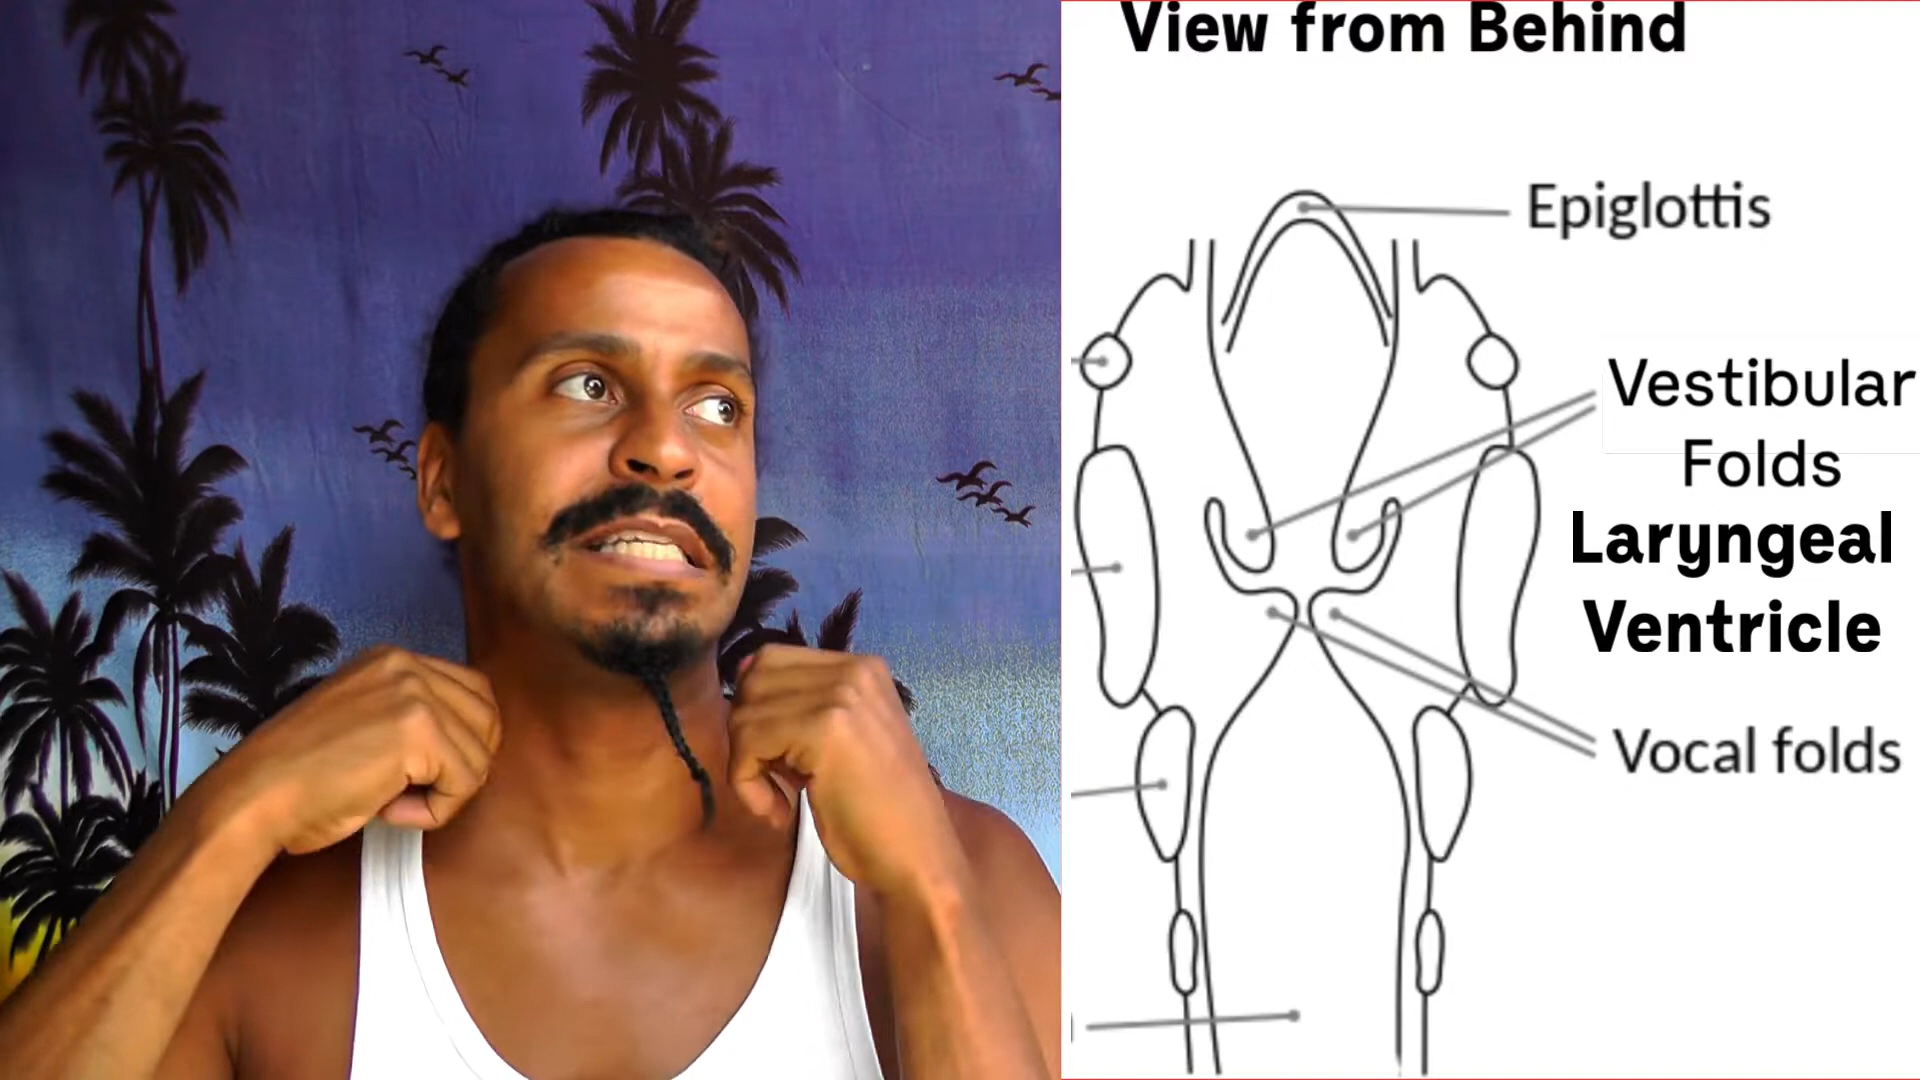 View from Behind
Epiglottis
Vestibular
Folds
Laryngeal
Ventricle
Vocal folds